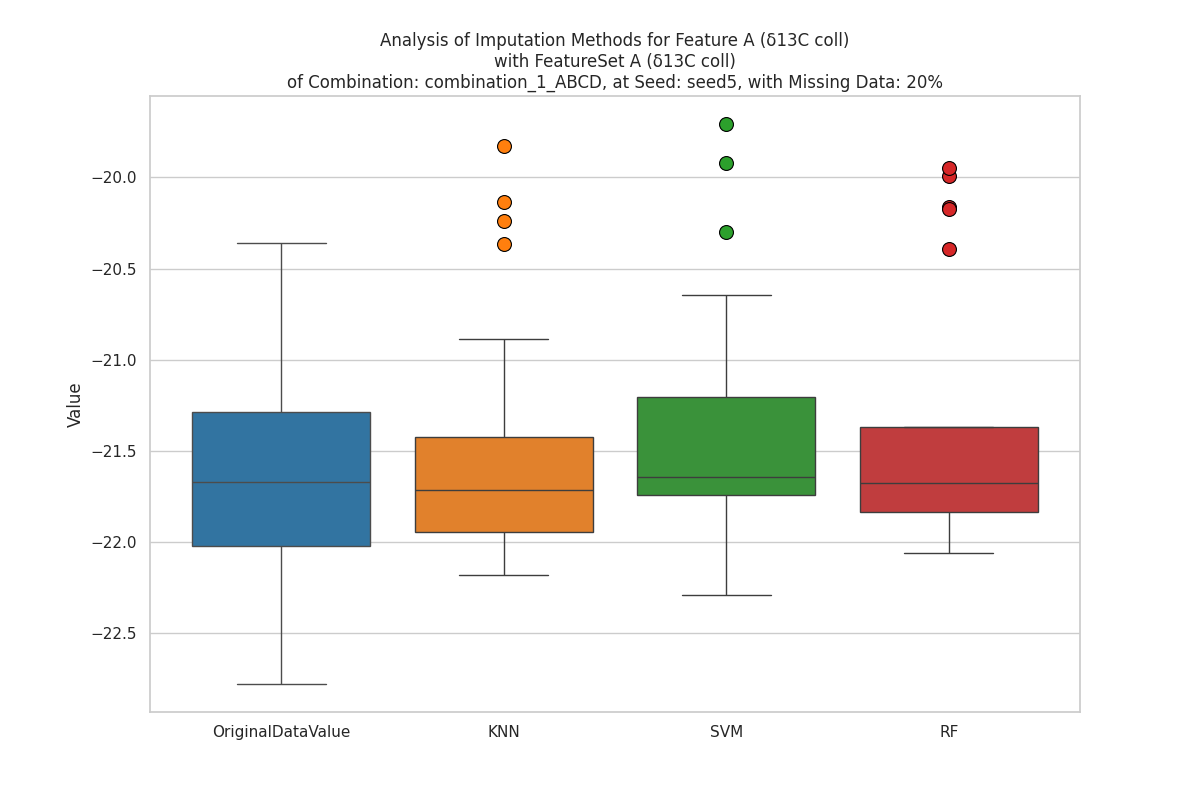 Analysis of Imputation Methods for Feature A (δ13C coll)
with FeatureSet A (δ13C coll)
of Combination: combination_1_ABCD, at Seed: seed5, with Missing Data: 20%
Value
−20.0
−20.5
−21.0
−21.5
−22.0
−22.5
OriginalDataValue
KNN
SVM
RF